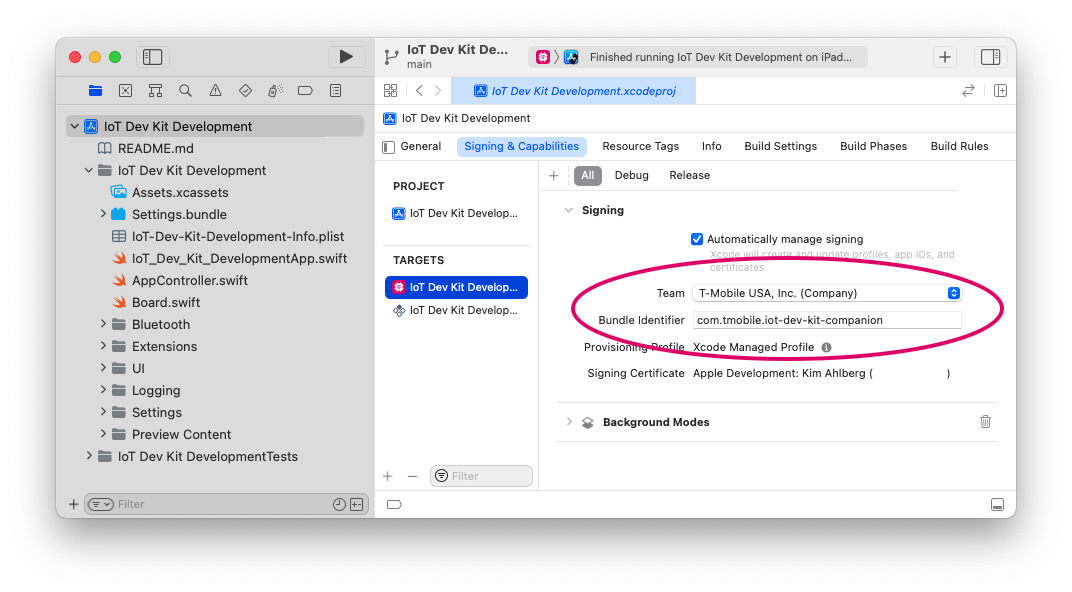 IoT Dev Kit De...
main
Finished running IoT Dev Kit Development on iPad...
IoT Dev Kit Development.xcodeproj
IoT Dev Kit Development
README.md
IoT Dev Kit Development
Assets.xcassets
Settings.bundle
IoT-Dev-Kit-Development-Info.plist
IoT_Dev_Kit_DevelopmentApp.swift
AppController.swift
Board.swift
Bluetooth
Extensions
UI
Logging
Settings
Preview Content
IoT Dev Kit DevelopmentTests
Filter
IoT Dev Kit Development
General
Signing & Capabilities
Resource Tags
Info
Build Settings
Build Phases
Build Rules
PROJECT
IoT Dev Kit Develop...
TARGETS
IoT Dev Kit Develop...
IoT Dev Kit Develop...
Filter
All
Debug
Release
Signing
Automatically manage signing
Xcode will create and update profiles, app IDs, and
certificates.
Team T-Mobile USA, Inc. (Company)
Bundle Identifier com.tmobile.iot-dev-kit-companion
Provisioning Profile Xcode Managed Profile
Signing Certificate Apple Development: Kim Ahlberg ( )
Background Modes